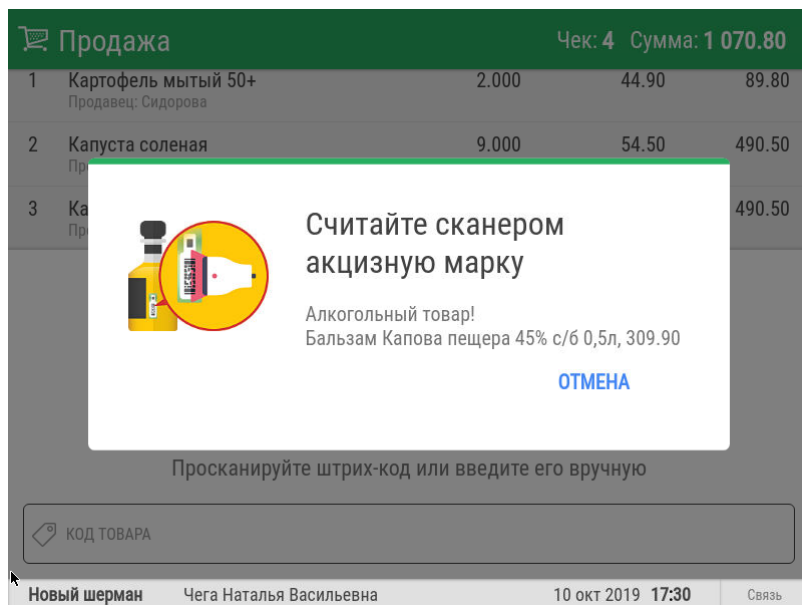 Продажа Чек: 4 Сумма: 1 070.80
1 Картофель мытый 50+ 2.000 44.90 89.80
Продавец: Сидорова
2 Капуста соленая 9.000 54.50 490.50
Пр
3 Ка 490.50
Пр
Считайте сканером
акцизную марку
Алкогольный товар!
Бальзам Капова пещера 45% с/б 0,5л, 309.90
ОТМЕНА
Просканируйте штрих-код или введите его вручную
КОД ТОВАРА
Новый шерман Чега Наталья Васильевна 10 окт 2019 17:30 Связь